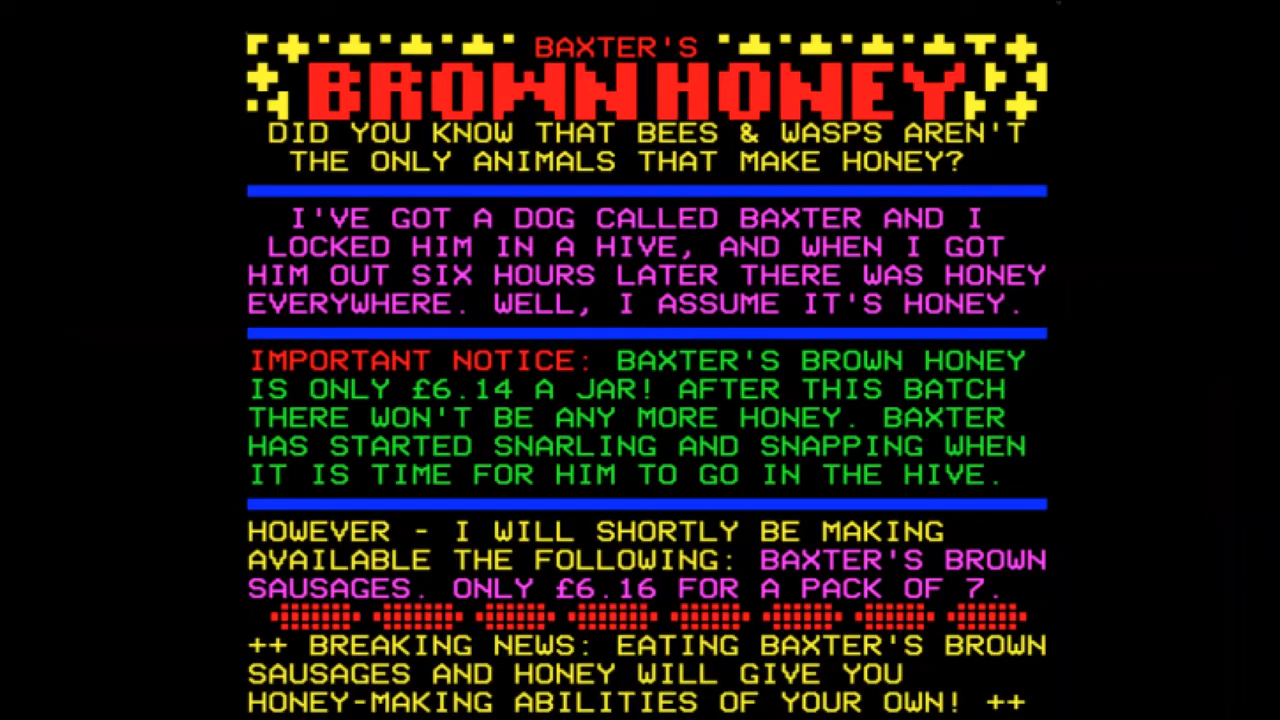 BAXTER'S
BROWN HONEY
DID YOU KNOW THAT BEES & WASPS AREN'T
THE ONLY ANIMALS THAT MAKE HONEY?
I'VE GOT A DOG CALLED BAXTER AND I
LOCKED HIM IN A HIVE, AND WHEN I GOT
HIM OUT SIX HOURS LATER THERE WAS HONEY
EVERYWHERE. WELL, I ASSUME IT'S HONEY.
IMPORTANT NOTICE: BAXTER'S BROWN HONEY
IS ONLY £6.14 A JAR! AFTER THIS BATCH
THERE WON'T BE ANY MORE HONEY. BAXTER
HAS STARTED SNARLING AND SNAPPING WHEN
IT IS TIME FOR HIM TO GO IN THE HIVE.
HOWEVER - I WILL SHORTLY BE MAKING
AVAILABLE THE FOLLOWING: BAXTER'S BROWN
SAUSAGES. ONLY £6.16 FOR A PACK OF 7.
++ BREAKING NEWS: EATING BAXTER'S BROWN
SAUSAGES AND HONEY WILL GIVE YOU
HONEY-MAKING ABILITIES OF YOUR OWN! ++